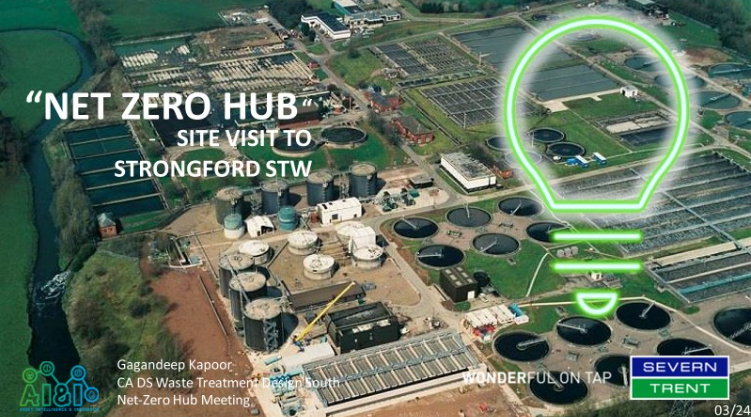 “NET ZERO HUB“
SITE VISIT TO
STRONGFORD STW
Gagandeep Kapoor
CA DS Waste Treatment Design South
Net-Zero Hub Meeting
WONDERFUL ON TAP
SEVERN
TRENT
AI&I
03/24